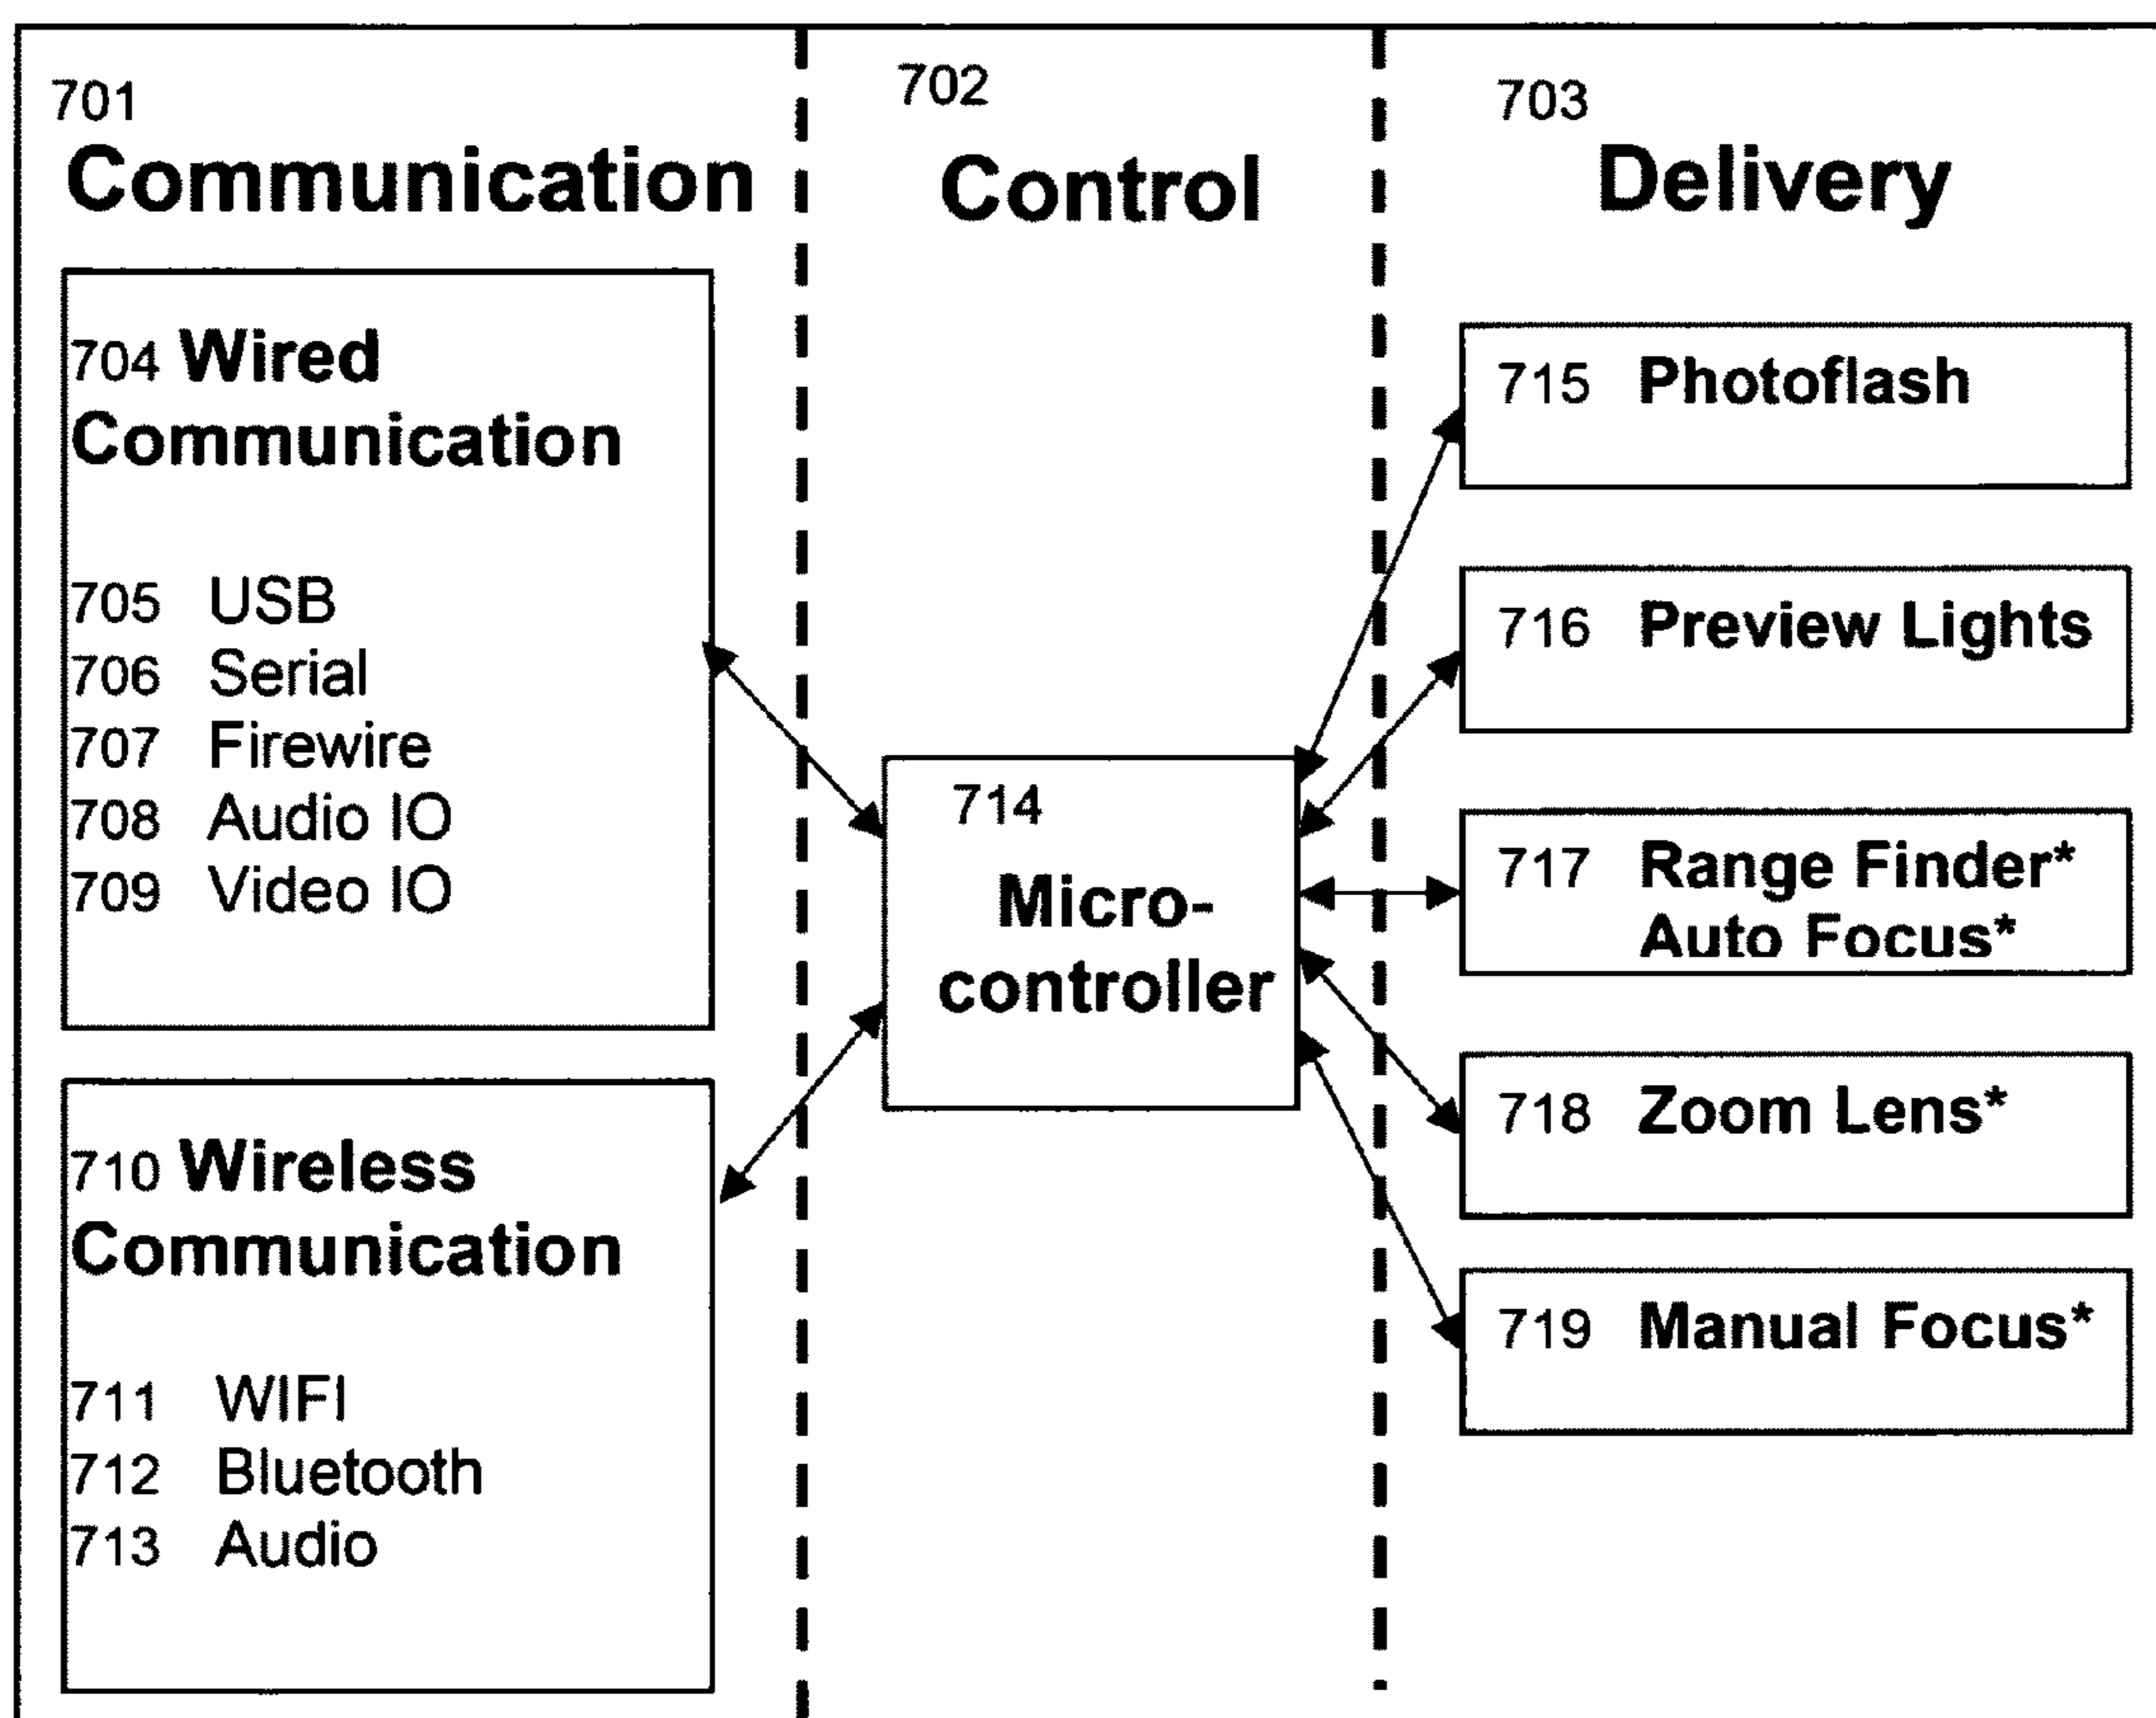 701
Communication
704 Wired
Communication
705 USB
706 Serial
707 Firewire
708 Audio IO
709 Video IO
710 Wireless
Communication
711 WIFI
712 Bluetooth
713 Audio
702
Control
714
Micro-
controller
703
Delivery
715 Photoflash
716 Preview Lights
717 Range Finder*
Auto Focus*
718 Zoom Lens*
719 Manual Focus*